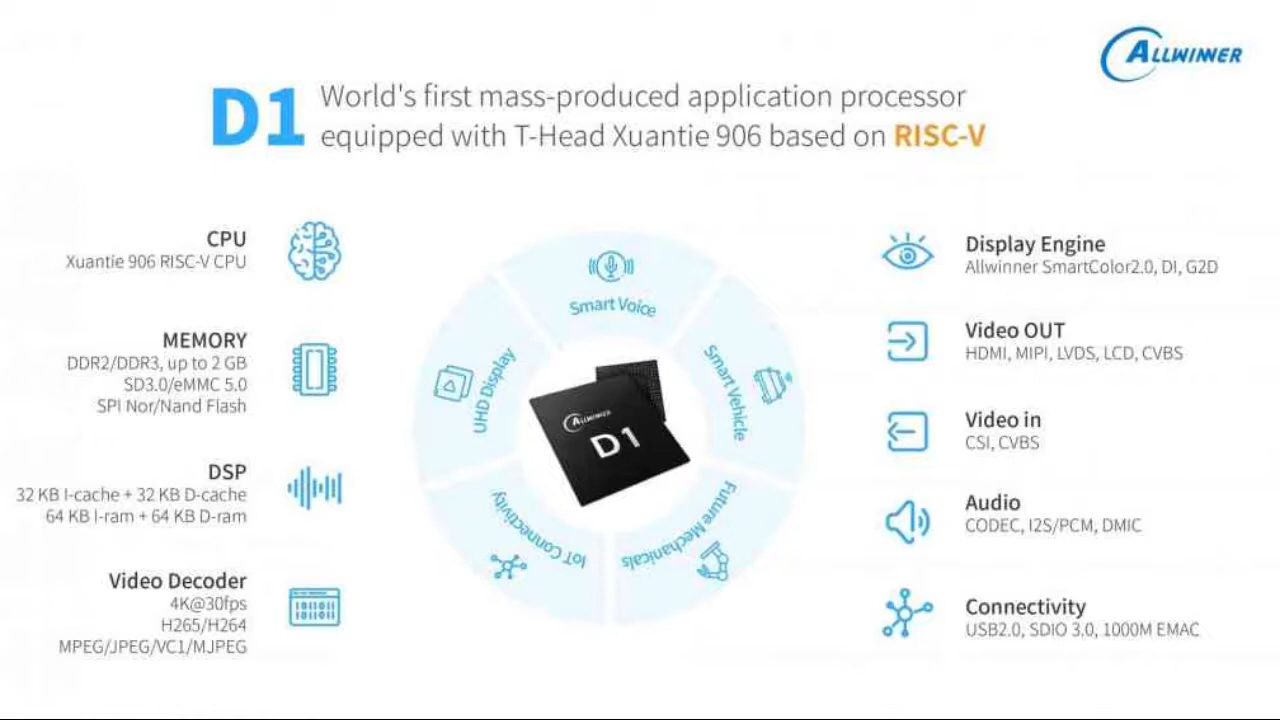 ALLWINNER
D1
World's first mass-produced application processor
equipped with T-Head Xuantie 906 based on RISC-V
CPU
Xuantie 906 RISC-V CPU
MEMORY
DDR2/DDR3, up to 2 GB
SD3.0/eMMC 5.0
SPI Nor/Nand Flash
DSP
32 KB I-cache + 32 KB D-cache
64 KB I-ram + 64 KB D-ram
Video Decoder
4K@30fps
H265/H264
MPEG/JPEG/VC1/MJPEG
Smart Voice
UHD Display
Smart Vehicle
ALLWINNER
D1
IoT Connectivity
Future Mechanicals
Display Engine
Allwinner SmartColor2.0, DI, G2D
Video OUT
HDMI, MIPI, LVDS, LCD, CVBS
Video in
CSI, CVBS
Audio
CODEC, I2S/PCM, DMIC
Connectivity
USB2.0, SDIO 3.0, 1000M EMAC